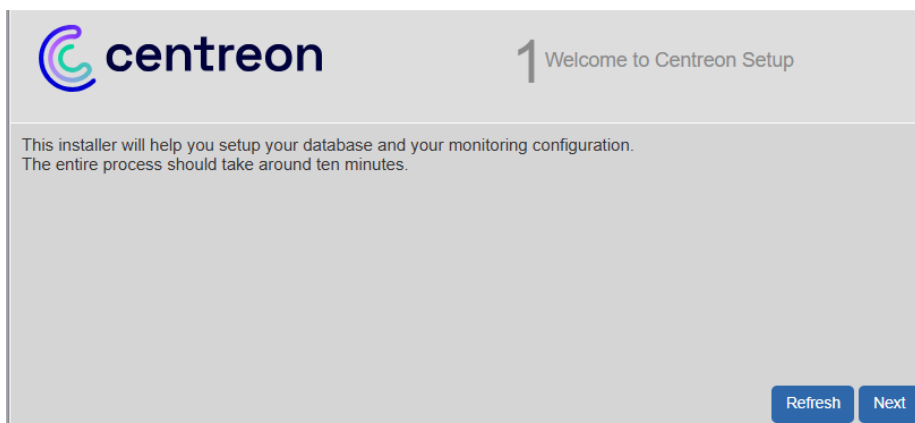 centreon
1 Welcome to Centreon Setup
This installer will help you setup your database and your monitoring configuration.
The entire process should take around ten minutes.
Refresh Next